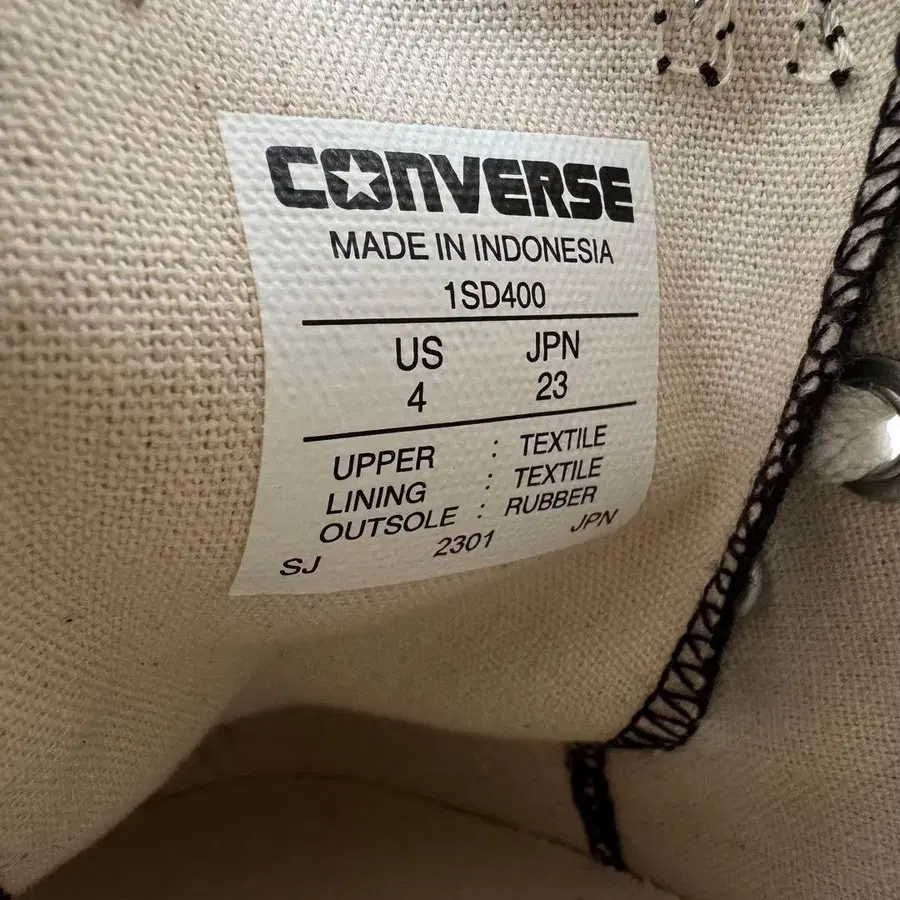 CONVERSE
MADE IN INDONESIA
1SD400
US JPN
4 23
UPPER : TEXTILE
LINING : TEXTILE
OUTSOLE : RUBBER
SJ 2301 JPN